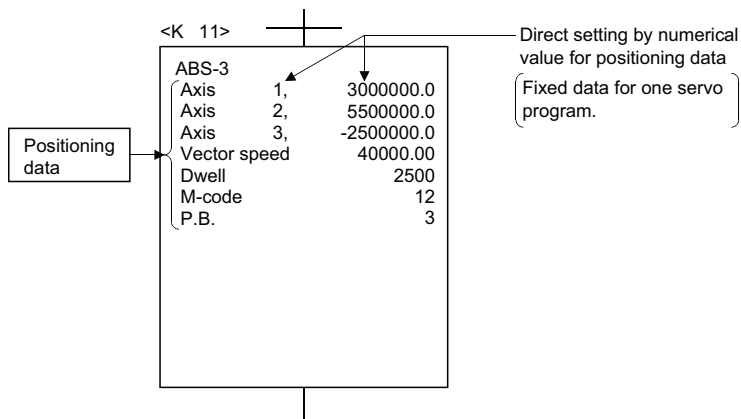 <K 11>
ABS-3
Axis 1, 3000000.0
Axis 2, 5500000.0
Axis 3, -2500000.0
Vector speed 40000.00
Dwell 2500
M-code 12
P.B. 3
Positioning
data
Direct setting by numerical
value for positioning data
Fixed data for one servo
program.